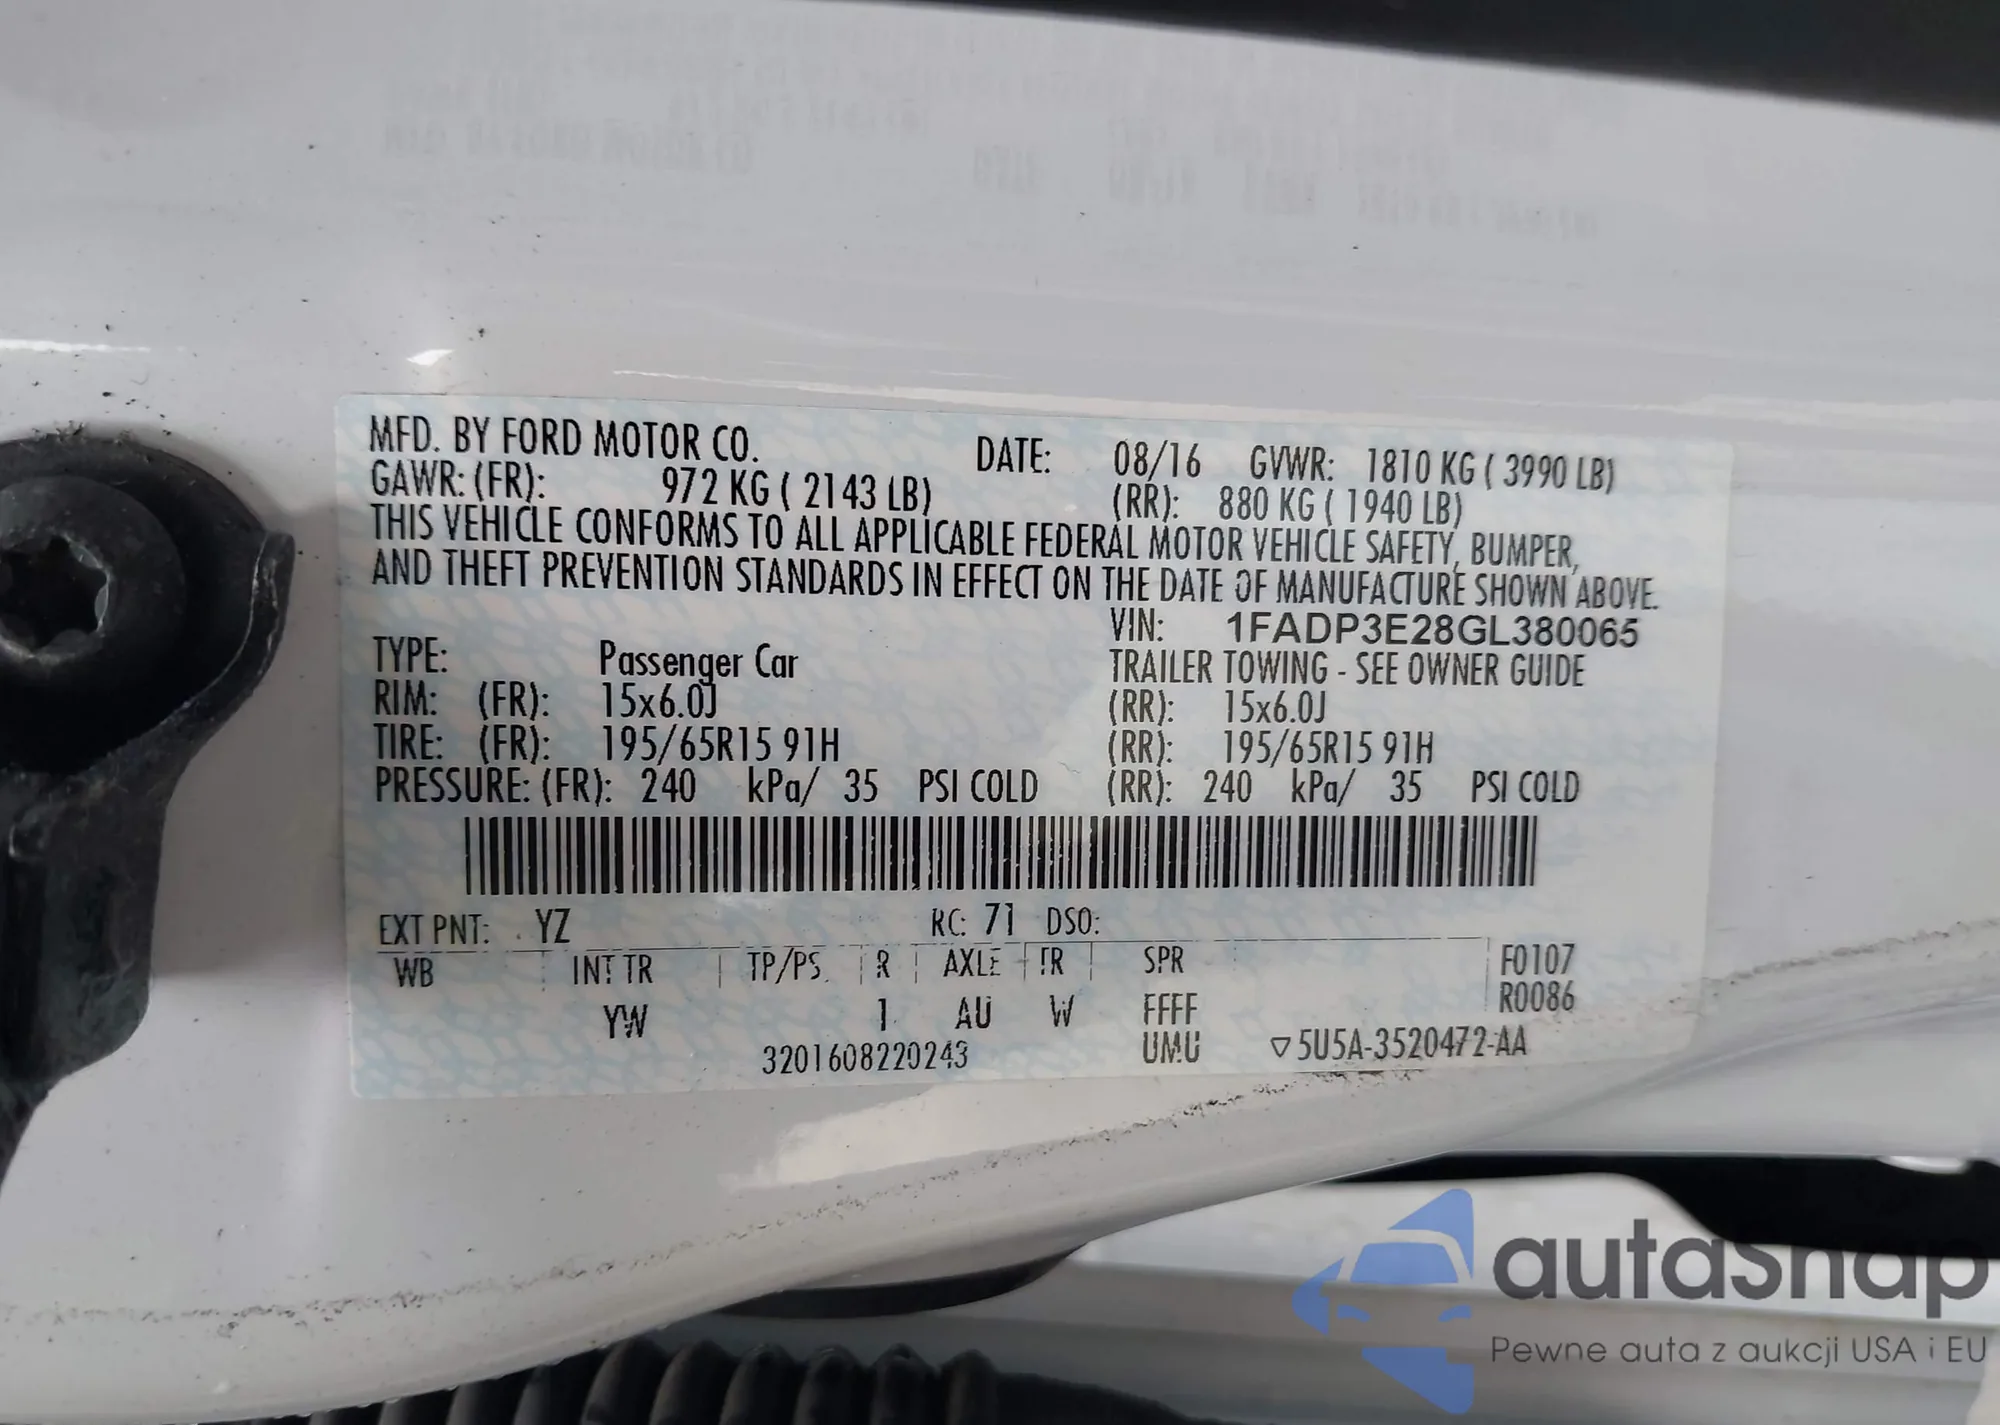 MFD. BY FORD MOTOR CO. DATE: 08/16 GVWR: 1810 KG ( 3990 LB)
GAWR: (FR): 972 KG ( 2143 LB) (RR): 880 KG ( 1940 LB)
THIS VEHICLE CONFORMS TO ALL APPLICABLE FEDERAL MOTOR VEHICLE SAFETY, BUMPER,
AND THEFT PREVENTION STANDARDS IN EFFECT ON THE DATE OF MANUFACTURE SHOWN ABOVE.
VIN: 1FADP3E28GL380065
TYPE: Passenger Car TRAILER TOWING - SEE OWNER GUIDE
RIM: (FR): 15x6.0J (RR): 15x6.0J
TIRE: (FR): 195/65R15 91H (RR): 195/65R15 91H
PRESSURE: (FR): 240 kPa/ 35 PSI COLD (RR): 240 kPa/ 35 PSI COLD
EXT PNT: YZ RC: 71 DSO:
WB INT TR TP/PS R AXLE TR SPR F0107
R0086
YW 1 AU W FFFF
3201608220243 UMU ▽5U5A-3520472-AA
autasnap
Pewne auta z aukcji USA i EU